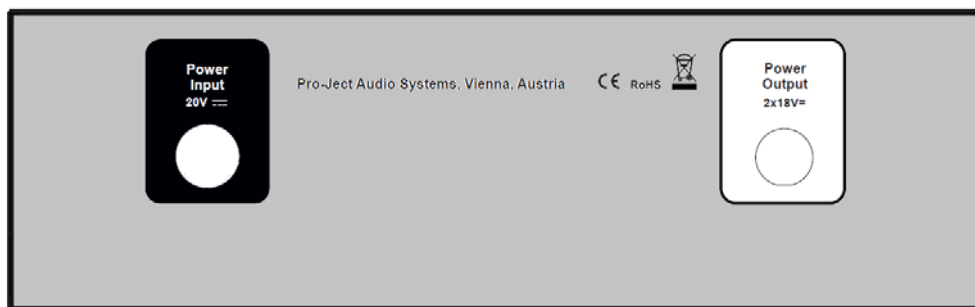 Power
Input
20V ⎓
Pro-Ject Audio Systems, Vienna, Austria
CE RoHS
Power
Output
2x18V=